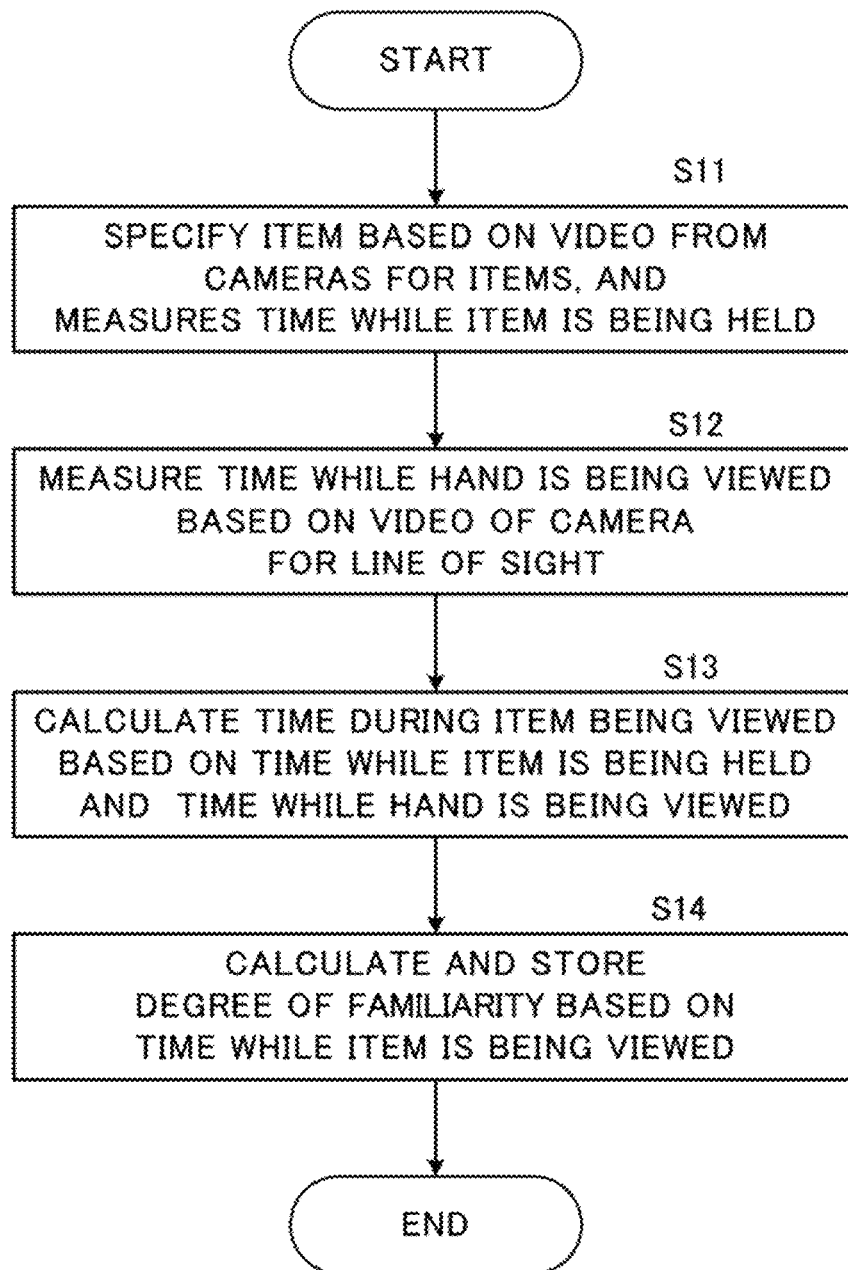 START
S11
SPECIFY ITEM BASED ON VIDEO FROM
CAMERAS FOR ITEMS, AND
MEASURES TIME WHILE ITEM IS BEING HELD
S12
MEASURE TIME WHILE HAND IS BEING VIEWED
BASED ON VIDEO OF CAMERA
FOR LINE OF SIGHT
S13
CALCULATE TIME DURING ITEM BEING VIEWED
BASED ON TIME WHILE ITEM IS BEING HELD
AND TIME WHILE HAND IS BEING VIEWED
S14
CALCULATE AND STORE
DEGREE OF FAMILIARITY BASED ON
TIME WHILE ITEM IS BEING VIEWED
END